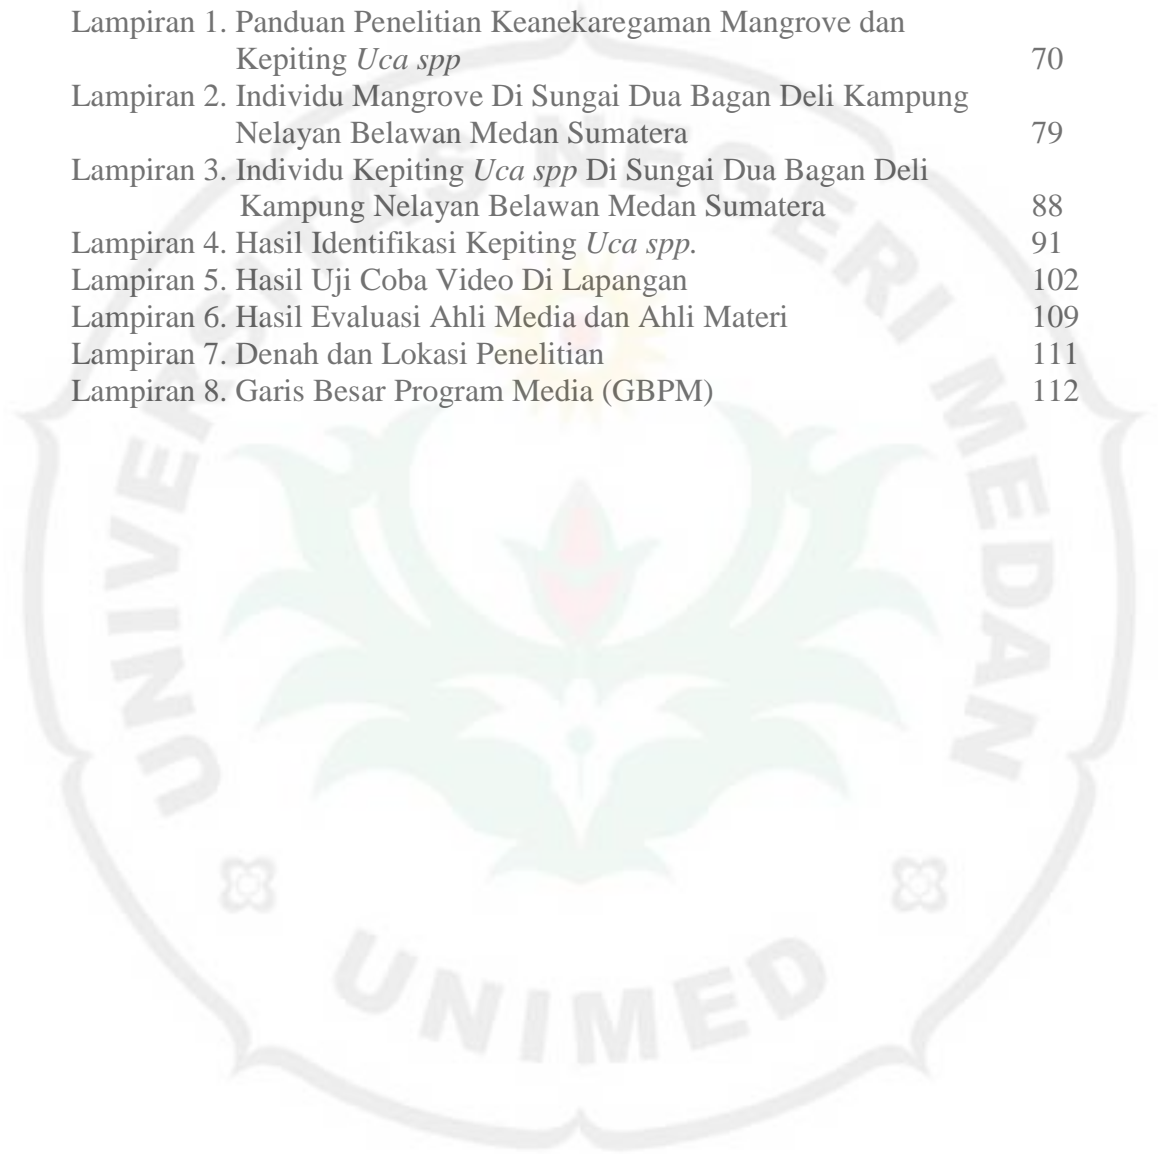 Lampiran 1. Panduan Penelitian Keanekaregaman Mangrove dan
Kepiting Uca spp 70
Lampiran 2. Individu Mangrove Di Sungai Dua Bagan Deli Kampung
Nelayan Belawan Medan Sumatera 79
Lampiran 3. Individu Kepiting Uca spp Di Sungai Dua Bagan Deli
Kampung Nelayan Belawan Medan Sumatera 88
Lampiran 4. Hasil Identifikasi Kepiting Uca spp. 91
Lampiran 5. Hasil Uji Coba Video Di Lapangan 102
Lampiran 6. Hasil Evaluasi Ahli Media dan Ahli Materi 109
Lampiran 7. Denah dan Lokasi Penelitian 111
Lampiran 8. Garis Besar Program Media (GBPM) 112
UNIVERSITAS NEGERI MEDAN
UNIMED